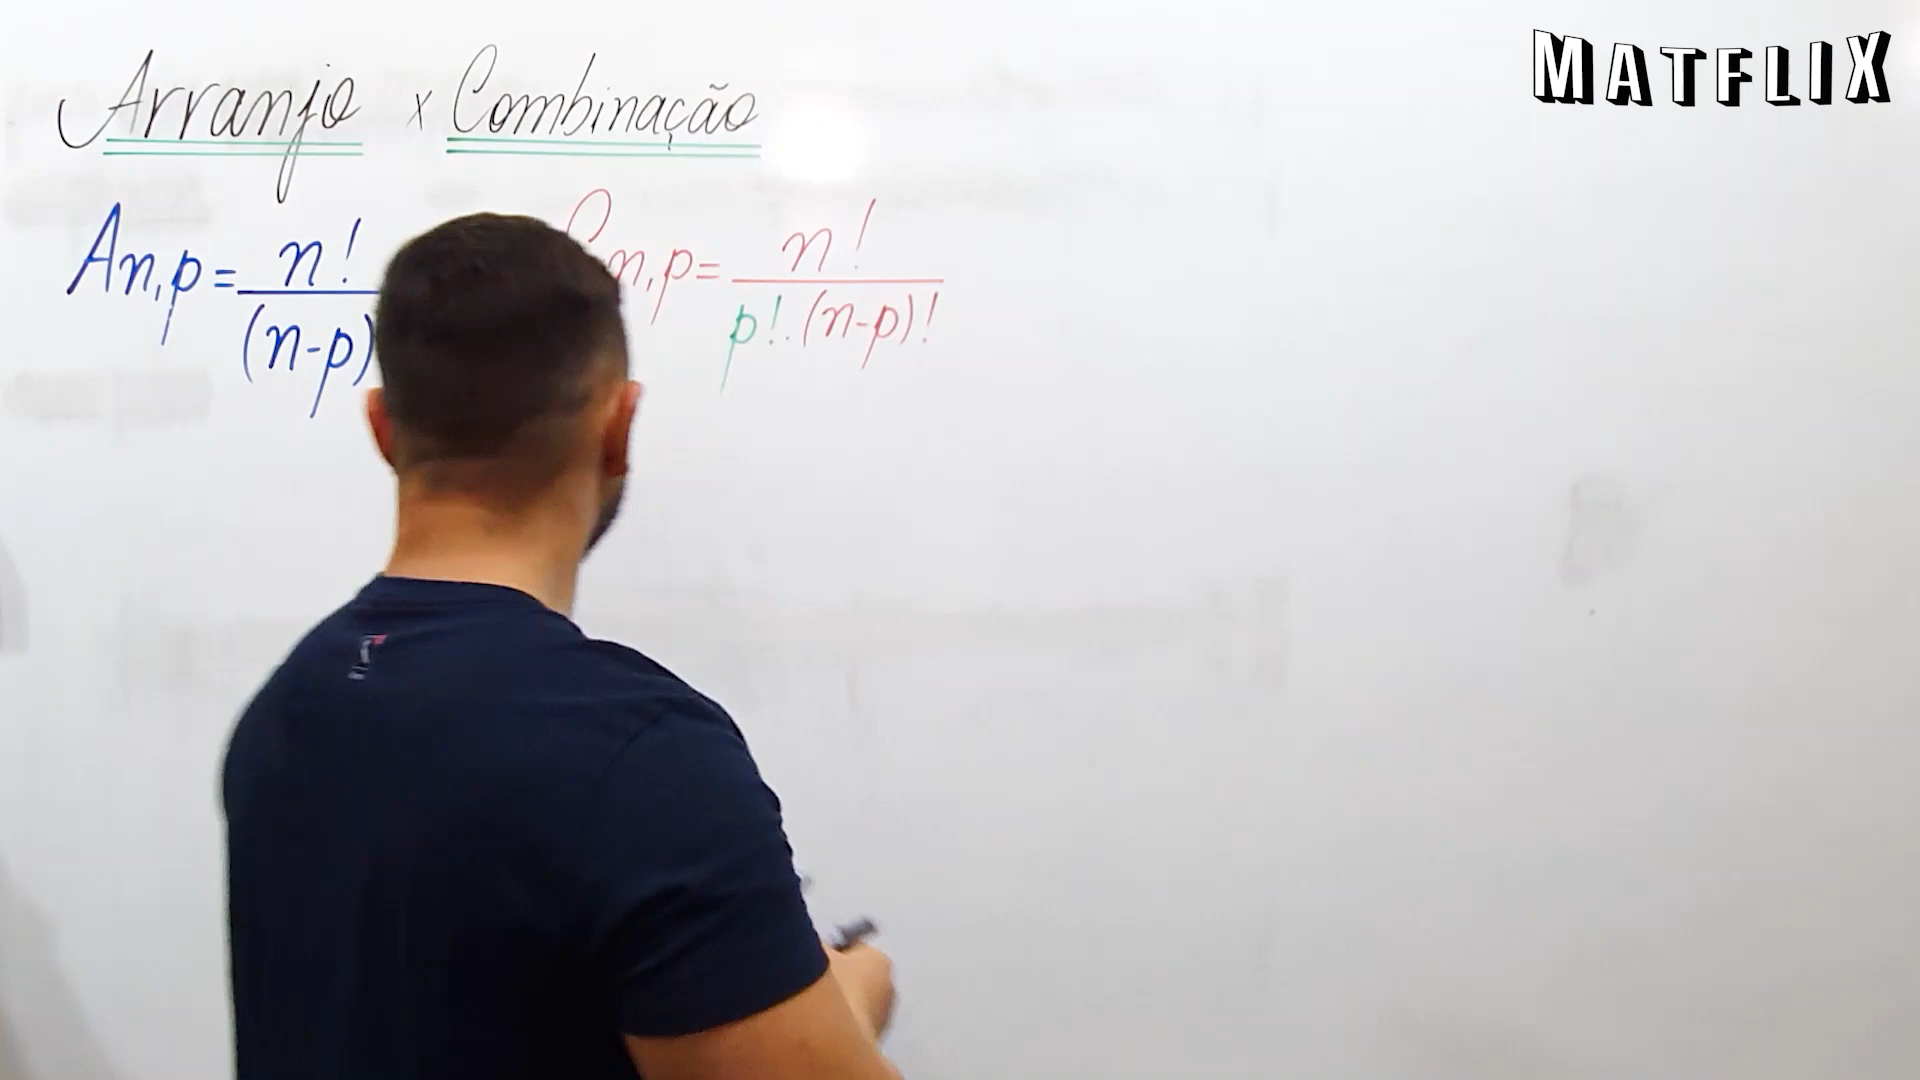 MATFLIX
Arranjo x Combinação
An,p = n!
(n-p)
n,p = n!
p! . (n-p)!